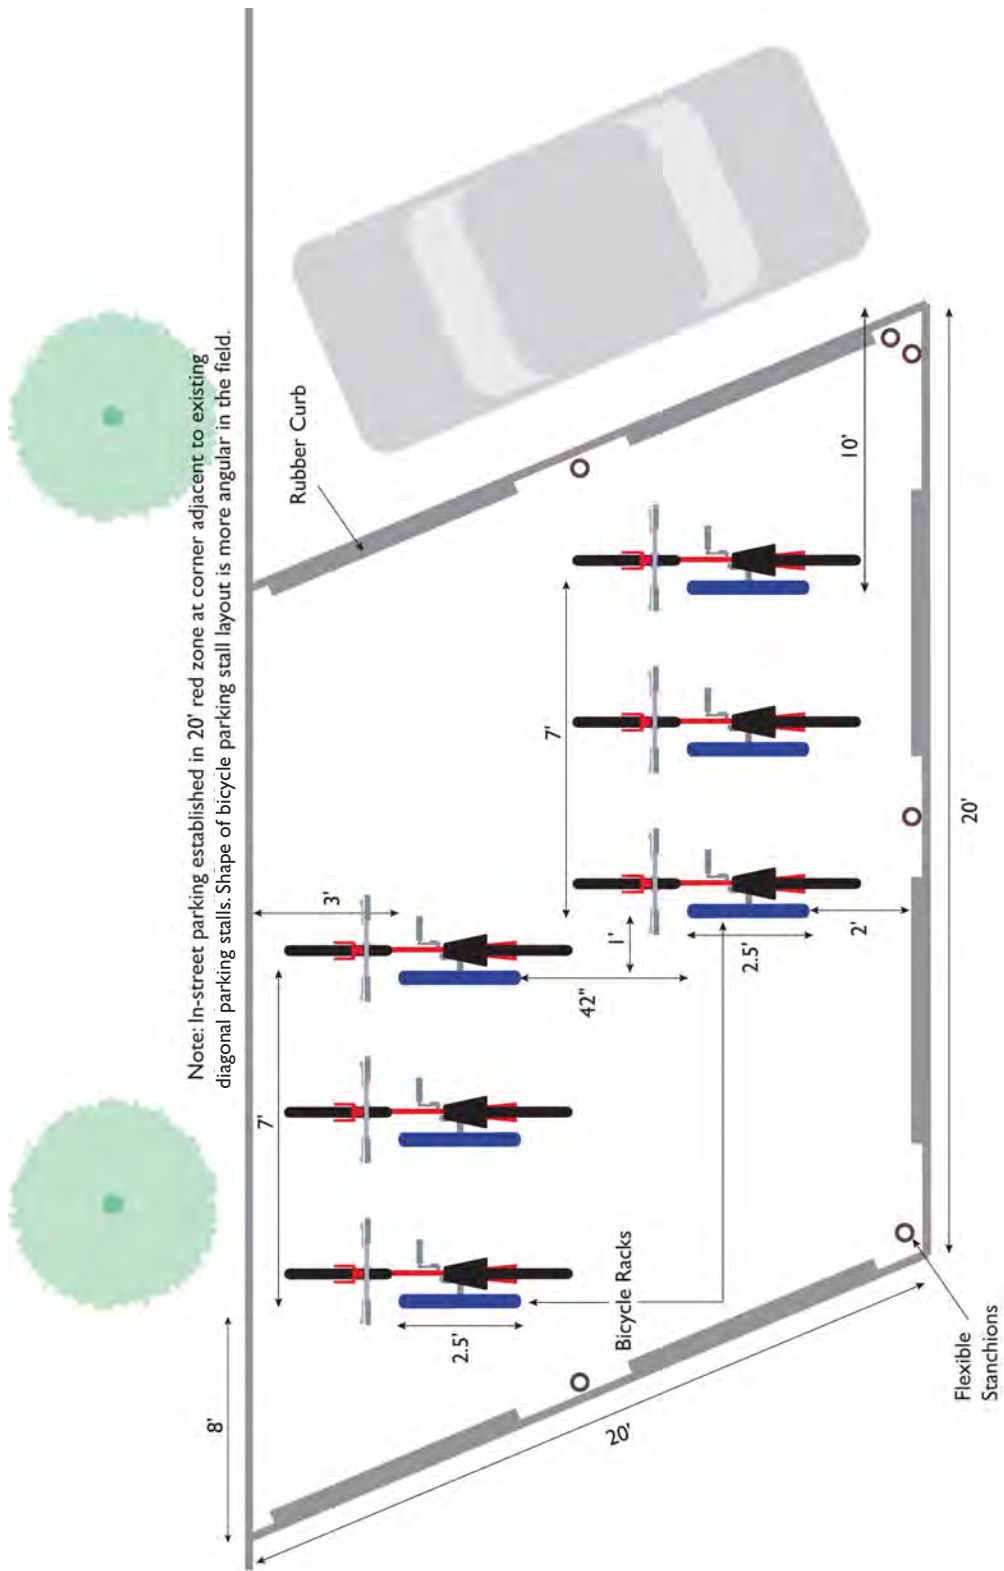 Note: In-street parking established in 20' red zone at corner adjacent to existing
diagonal parking stalls. Shape of bicycle parking stall layout is more angular in the field.
Rubber Curb
8'
7'
3'
2.5'
42"
1'
7'
10'
2.5'
2'
Bicycle Racks
20'
20'
Flexible
Stanchions